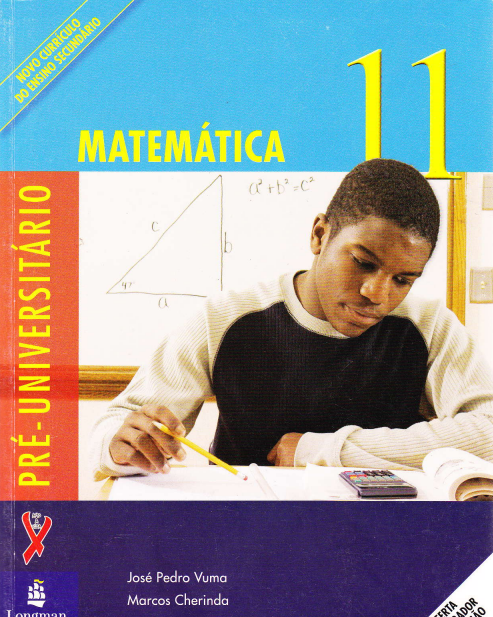 NOVO CURRÍCULO
DO ENSINO SECUNDÁRIO
11
MATEMÁTICA
PRÉ-UNIVERSITÁRIO
a² + b² = c²
c
b
a
José Pedro Vuma
Marcos Cherinda
Longman